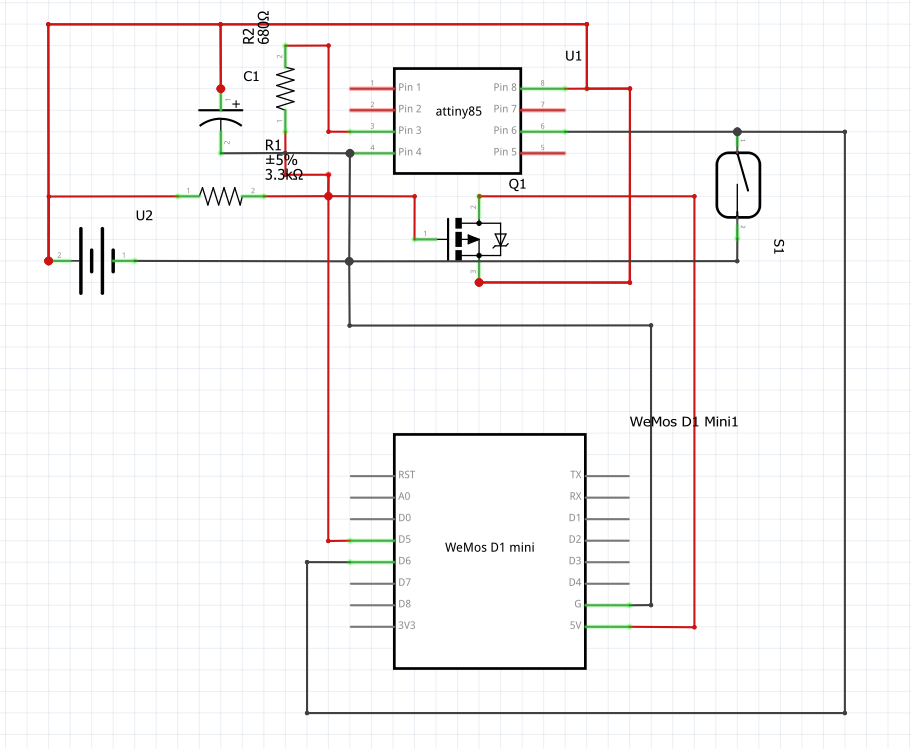 R2
680Ω
2
1
C1
+
1
2
R1
±5%
3.3kΩ
1
2
U2
2
1
U1
attiny85
1
Pin 1
2
Pin 2
3
Pin 3
4
Pin 4
Pin 8
8
Pin 7
7
Pin 6
6
Pin 5
5
Q1
1
2
3
S1
1
2
WeMos D1 Mini1
WeMos D1 mini
RST
A0
D0
D5
D6
D7
D8
3V3
TX
RX
D1
D2
D3
D4
G
5V